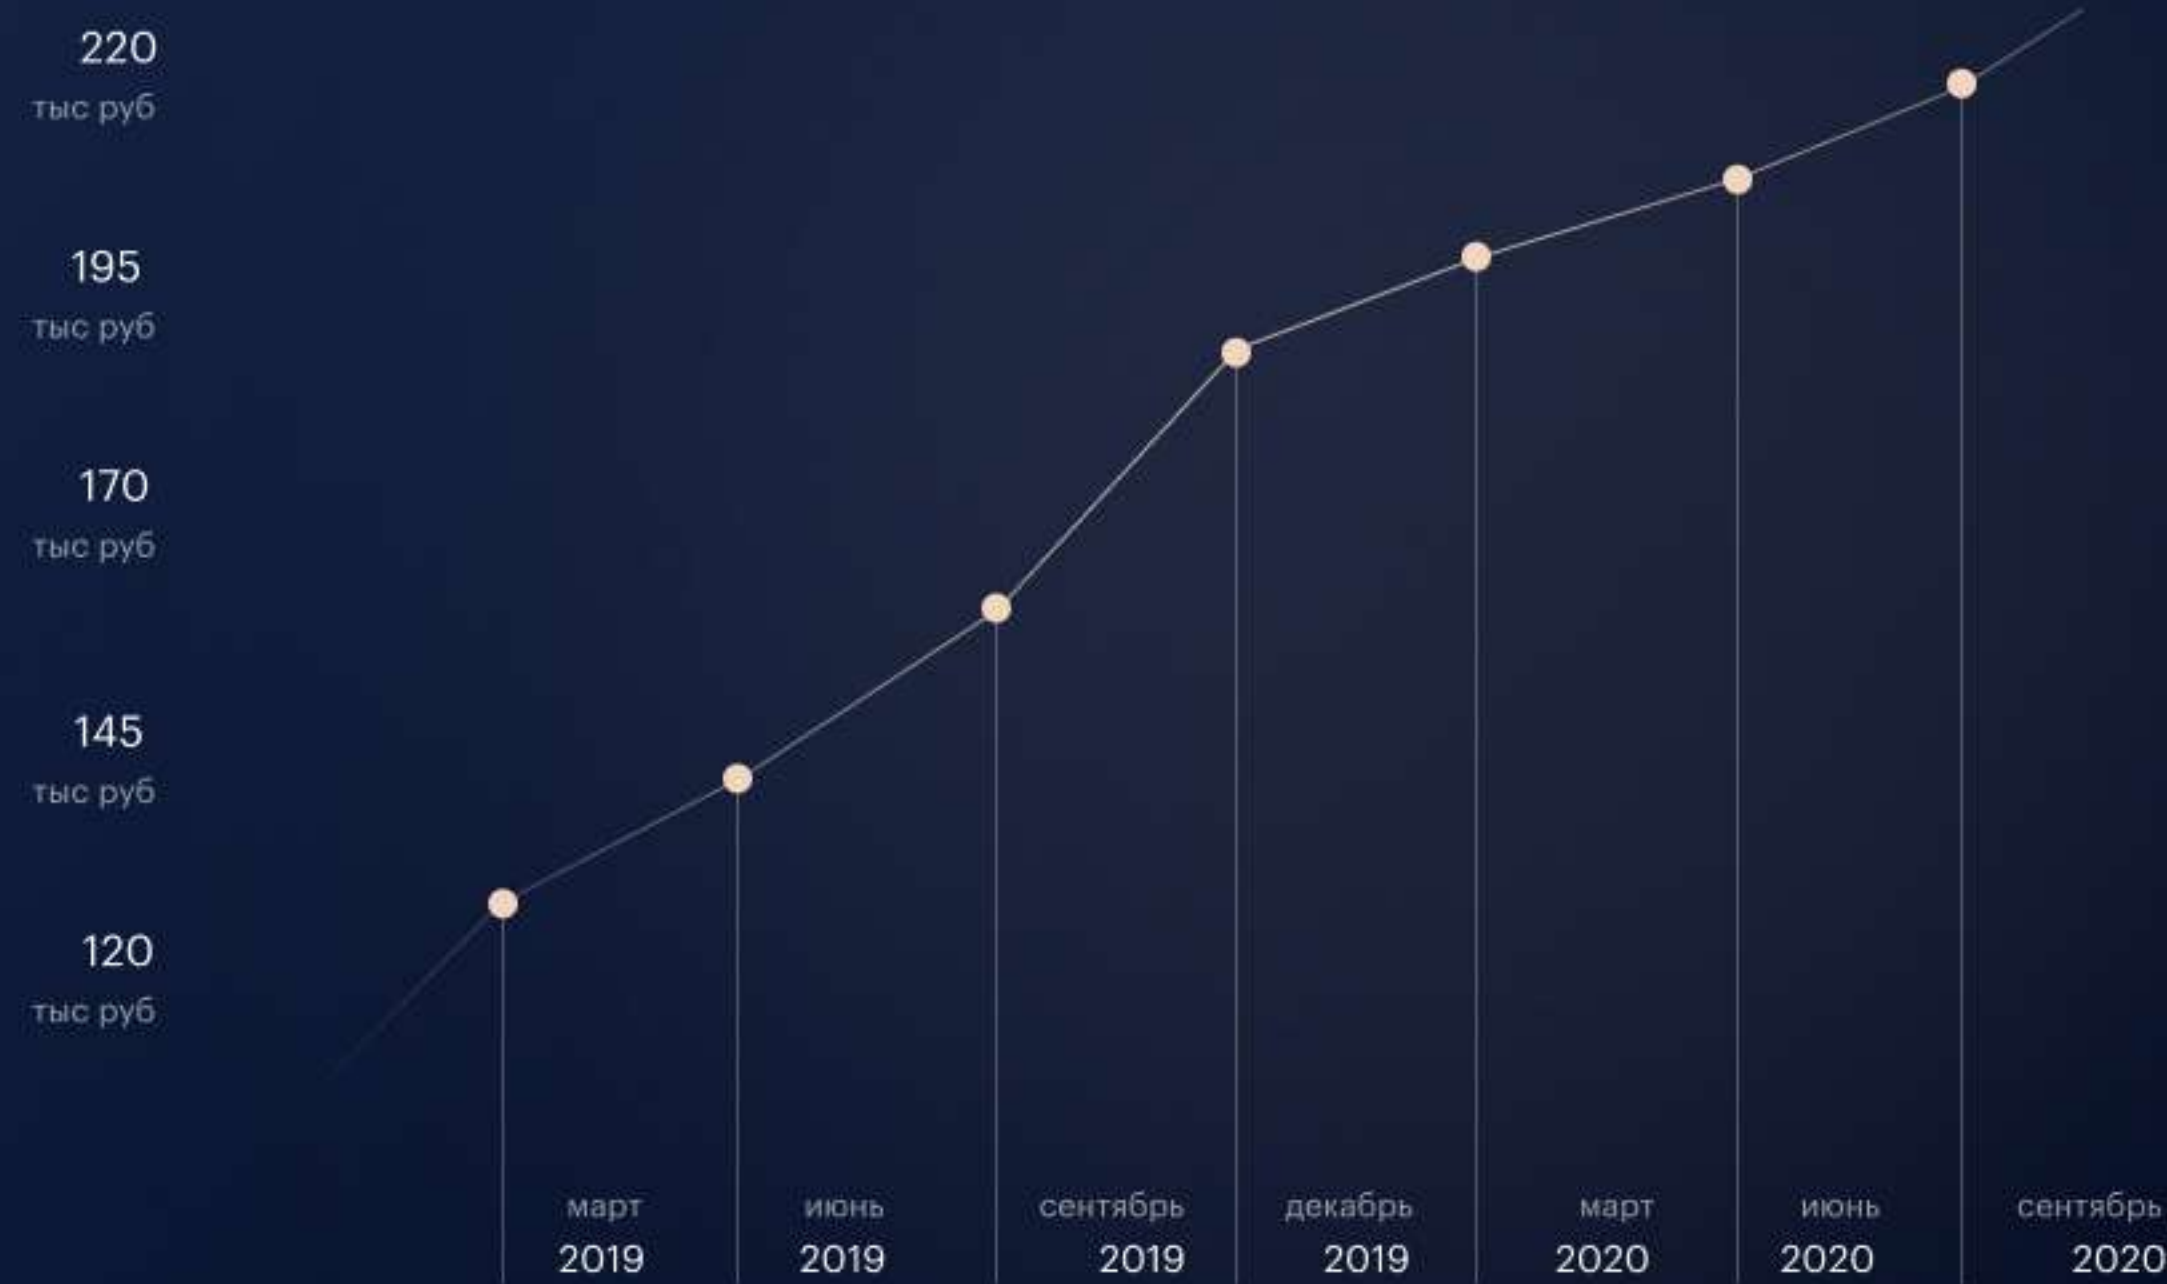 220
тыс руб
195
тыс руб
170
тыс руб
145
тыс руб
120
тыс руб
март
2019
июнь
2019
сентябрь
2019
декабрь
2019
март
2020
июнь
2020
сентябрь
2020